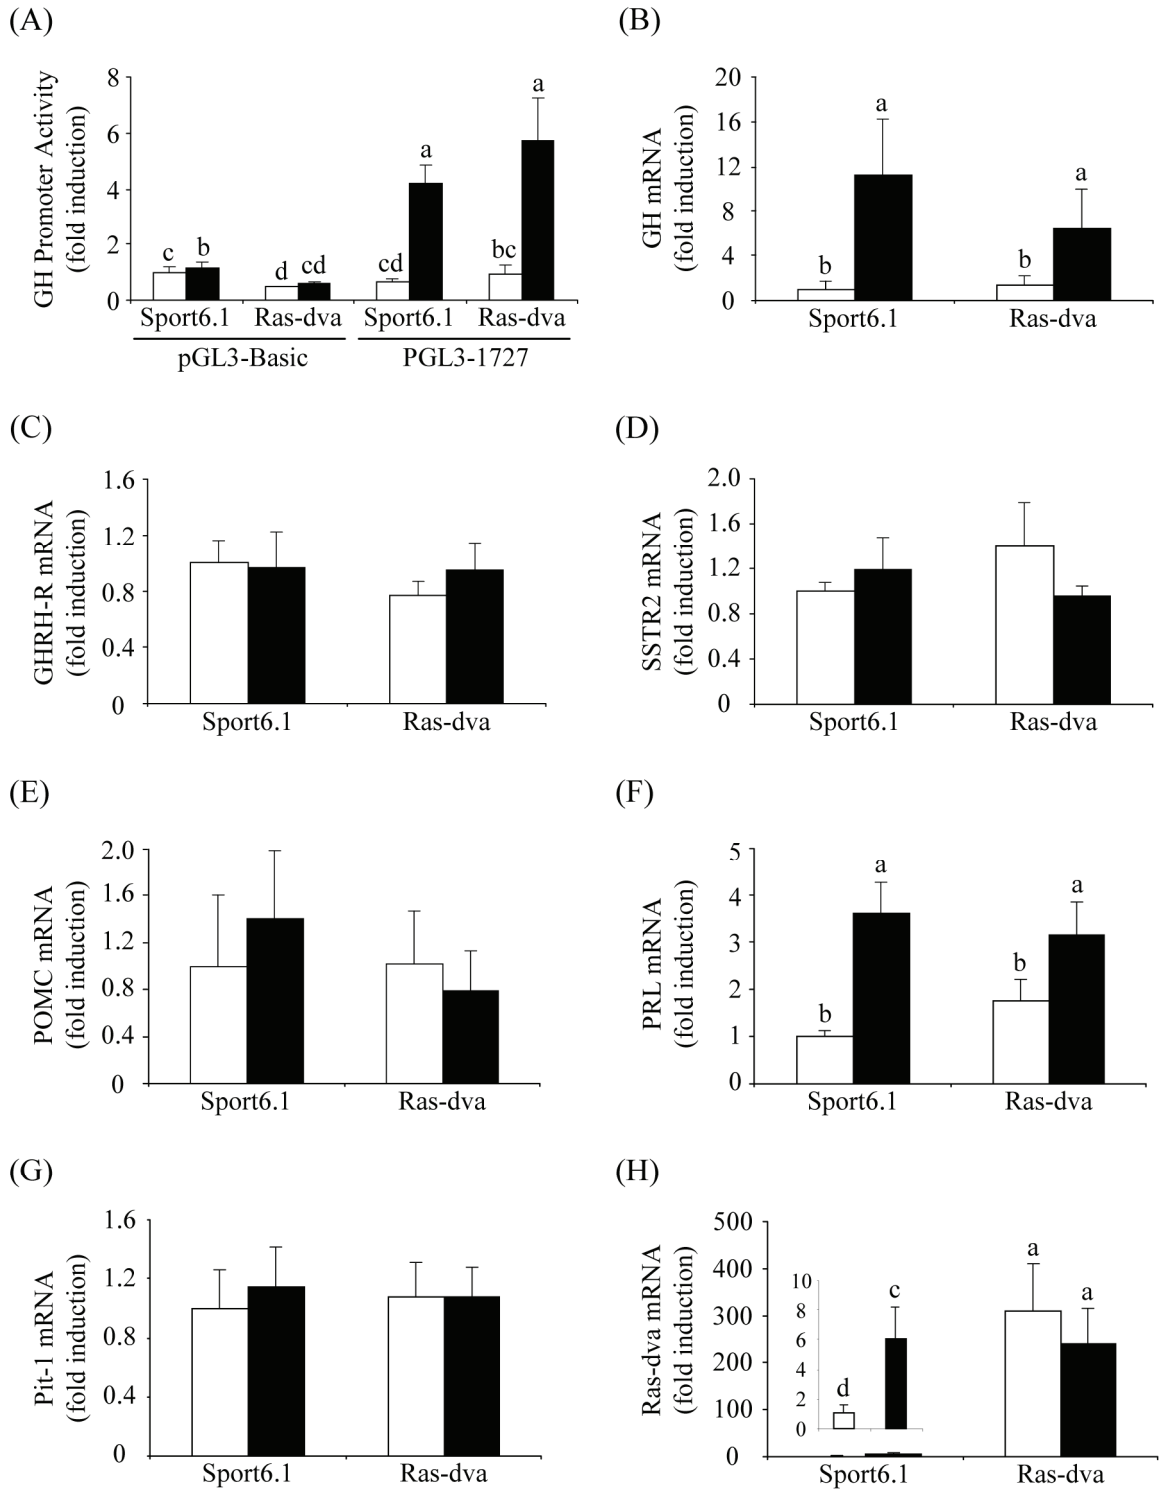 (A)
GH Promoter Activity
(fold induction)
8
6
4
2
0
c
b
d
cd
cd
a
bc
a
Sport6.1
Ras-dva
Sport6.1
Ras-dva
pGL3-Basic
PGL3-1727
(B)
GH mRNA
(fold induction)
20
16
12
8
4
0
b
a
b
a
Sport6.1
Ras-dva
(C)
GHRH-R mRNA
(fold induction)
1.6
1.2
0.8
0.4
0
Sport6.1
Ras-dva
(D)
SSTR2 mRNA
(fold induction)
2.0
1.6
1.2
0.8
0.4
0
Sport6.1
Ras-dva
(E)
POMC mRNA
(fold induction)
2.0
1.6
1.2
0.8
0.4
0
Sport6.1
Ras-dva
(F)
PRL mRNA
(fold induction)
5
4
3
2
1
0
b
a
b
a
Sport6.1
Ras-dva
(G)
Pit-1 mRNA
(fold induction)
1.6
1.2
0.8
0.4
0
Sport6.1
Ras-dva
(H)
Ras-dva mRNA
(fold induction)
500
400
300
200
100
0
10
8
6
4
2
0
d
c
a
a
Sport6.1
Ras-dva